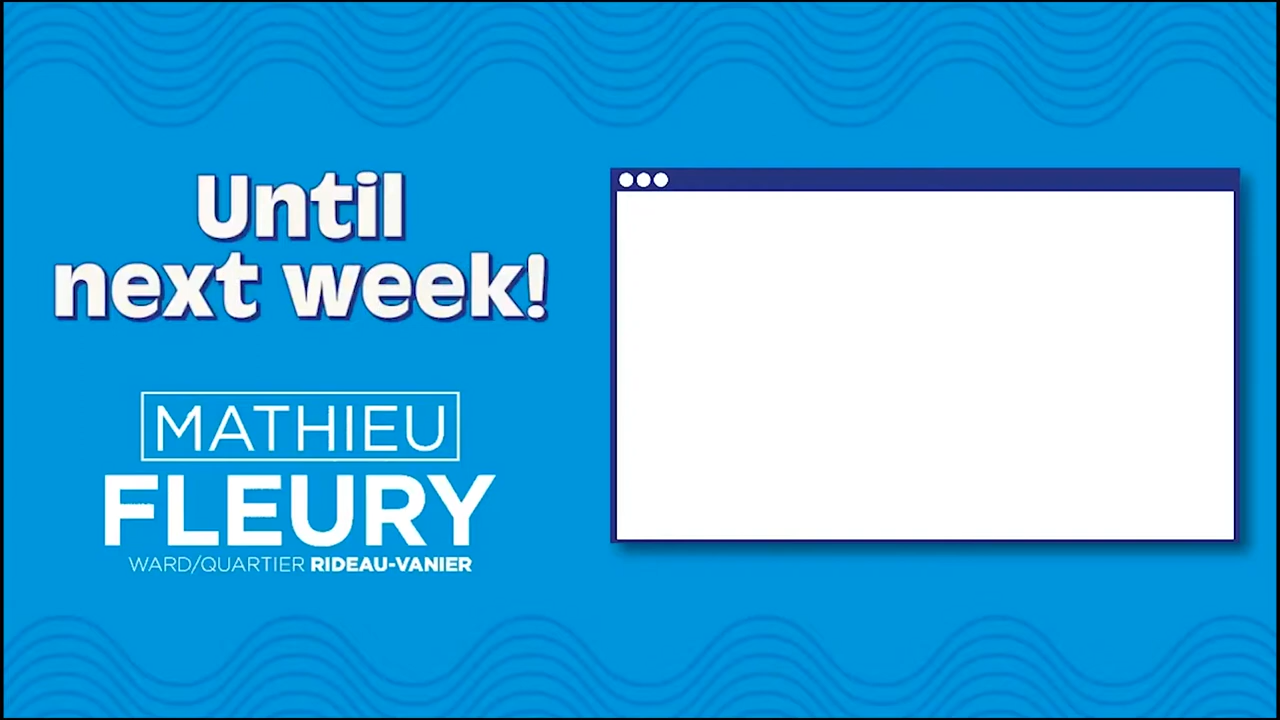 Until
next week!
MATHIEU
FLEURY
WARD/QUARTIER RIDEAU-VANIER